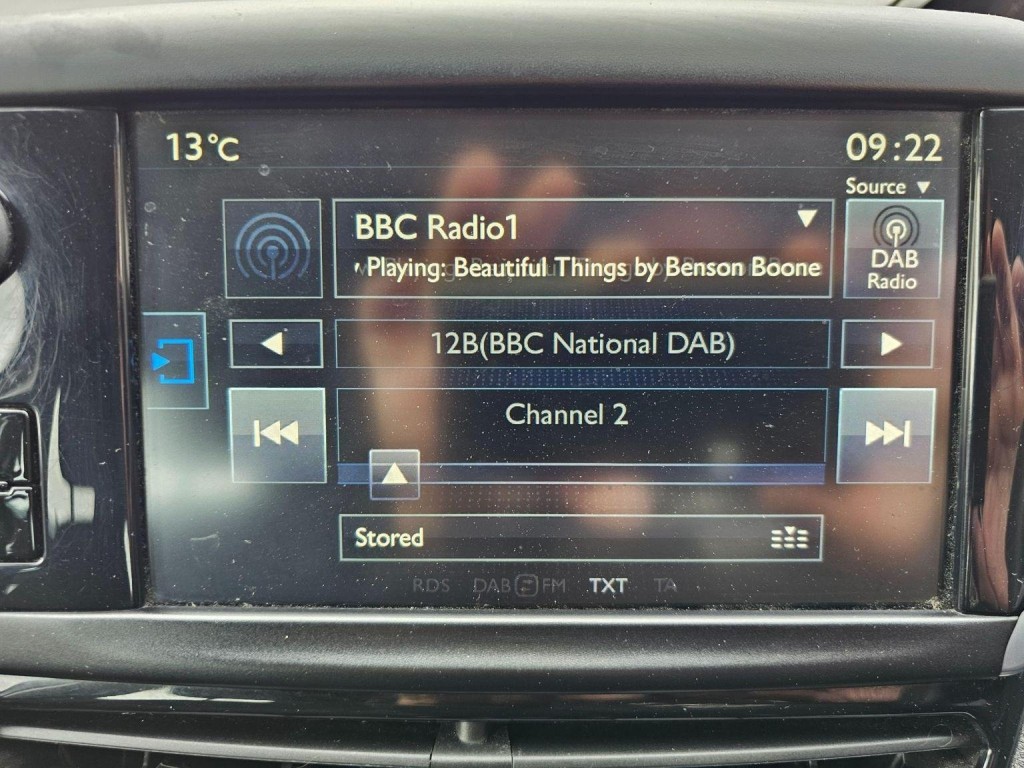 13°C
09:22
Source
BBC Radio1
Playing: Beautiful Things by Benson Boone
DAB
Radio
12B(BBC National DAB)
Channel 2
Stored
RDS DAB FM TXT TA